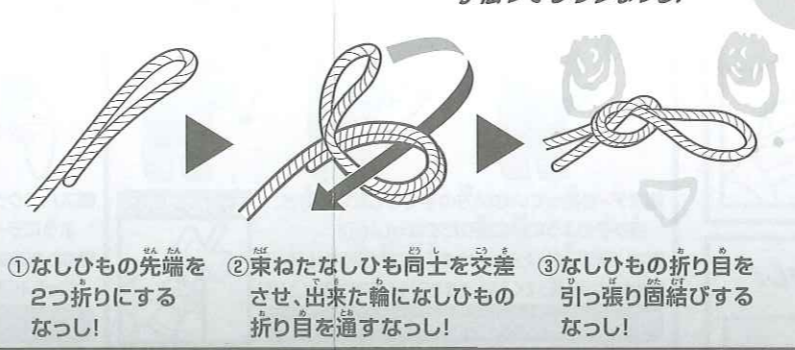 ①なしひもの先端を
2つ折りにする
なっし!
②束ねたなしひも同士を交差
させ、出来た輪になしひもの
折り目を通すなっし!
③なしひもの折り目を
引っ張り固結びする
なっし!